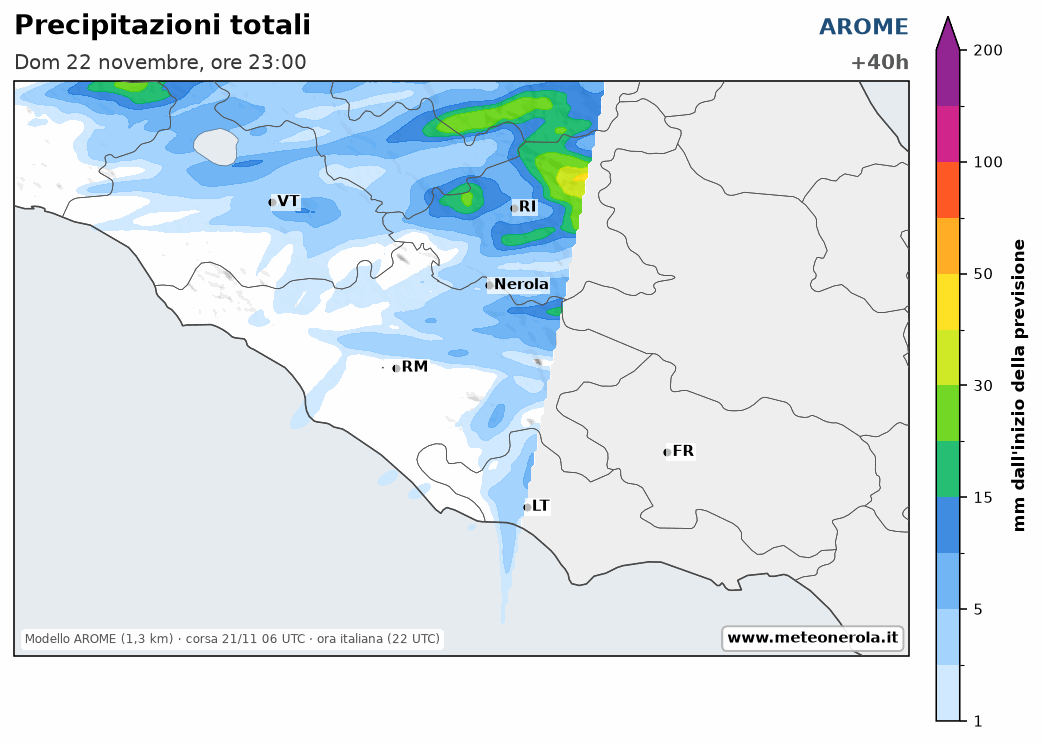 Precipitazioni totali
AROME
Dom 22 novembre, ore 23:00
+40h
VT
RI
Nerola
RM
FR
LT
200
100
50
30
15
5
1
mm dall'inizio della previsione
Modello AROME (1,3 km) · corsa 21/11 06 UTC · ora italiana (22 UTC)
www.meteonerola.it